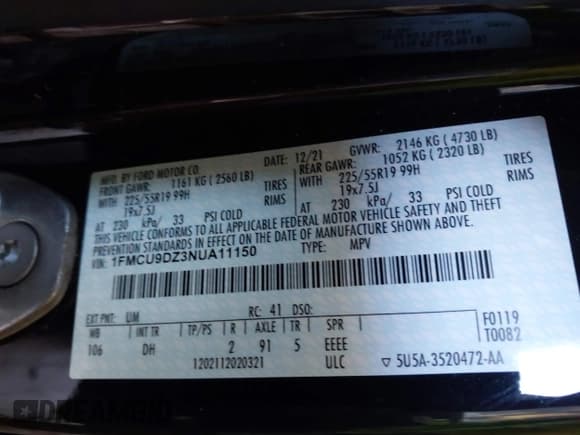 MFD. BY FORD MOTOR CO.
DATE: 12/21 GVWR: 2146 KG ( 4730 LB)
FRONT GAWR: 1161 KG ( 2560 LB) REAR GAWR: 1052 KG ( 2320 LB)
WITH 225/55R19 99H TIRES WITH 225/55R19 99H TIRES
19x7.5J RIMS 19x7.5J RIMS
AT 230 kPa/ 33 PSI COLD AT 230 kPa/ 33 PSI COLD
THIS VEHICLE CONFORMS TO ALL APPLICABLE FEDERAL MOTOR VEHICLE SAFETY AND THEFT
PREVENTION STANDARDS IN EFFECT ON THE DATE OF MANUFACTURE SHOWN ABOVE.
VIN: 1FMCU9DZ3NUA11150 TYPE: MPV
EXT PNT: UM RC: 41 DSO: F0119
WB INT TR TP/PS R AXLE TR SPR T0082
106 DH 2 91 5 EEEE
1202112020321 ULC ▽ 5U5A-3520472-AA
DREAMBID